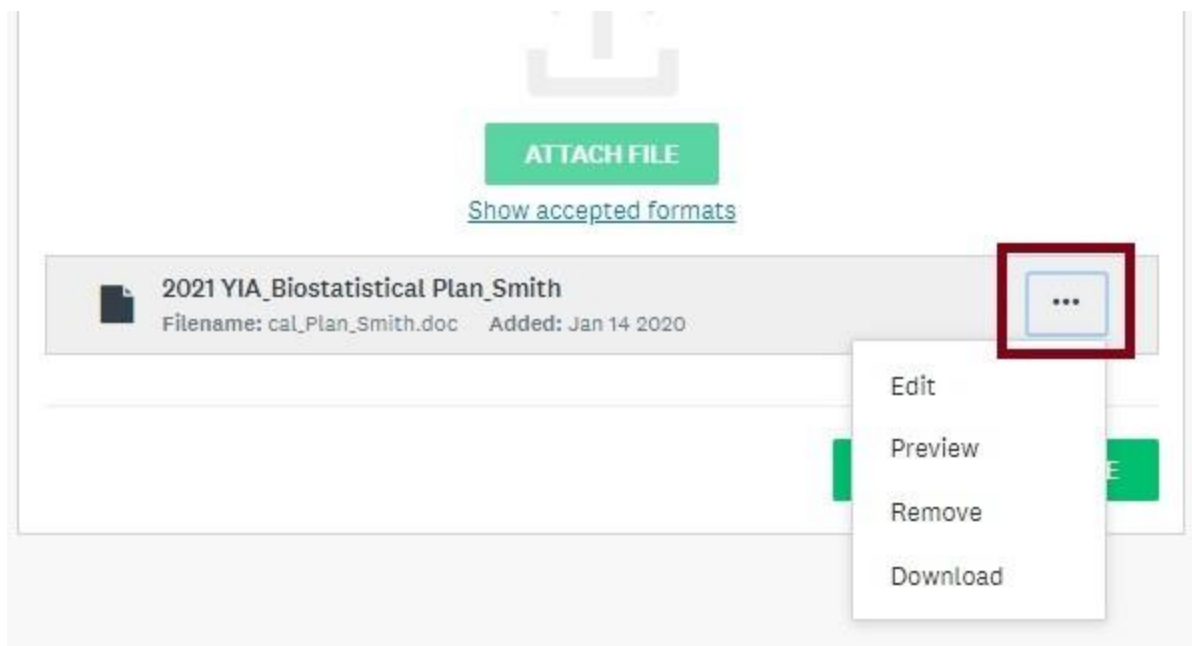 ATTACH FILE
Show accepted formats
2021 YIA_Biostatistical Plan_Smith
Filename: cal_Plan_Smith.doc Added: Jan 14 2020
•••
Edit
Preview
Remove
Download